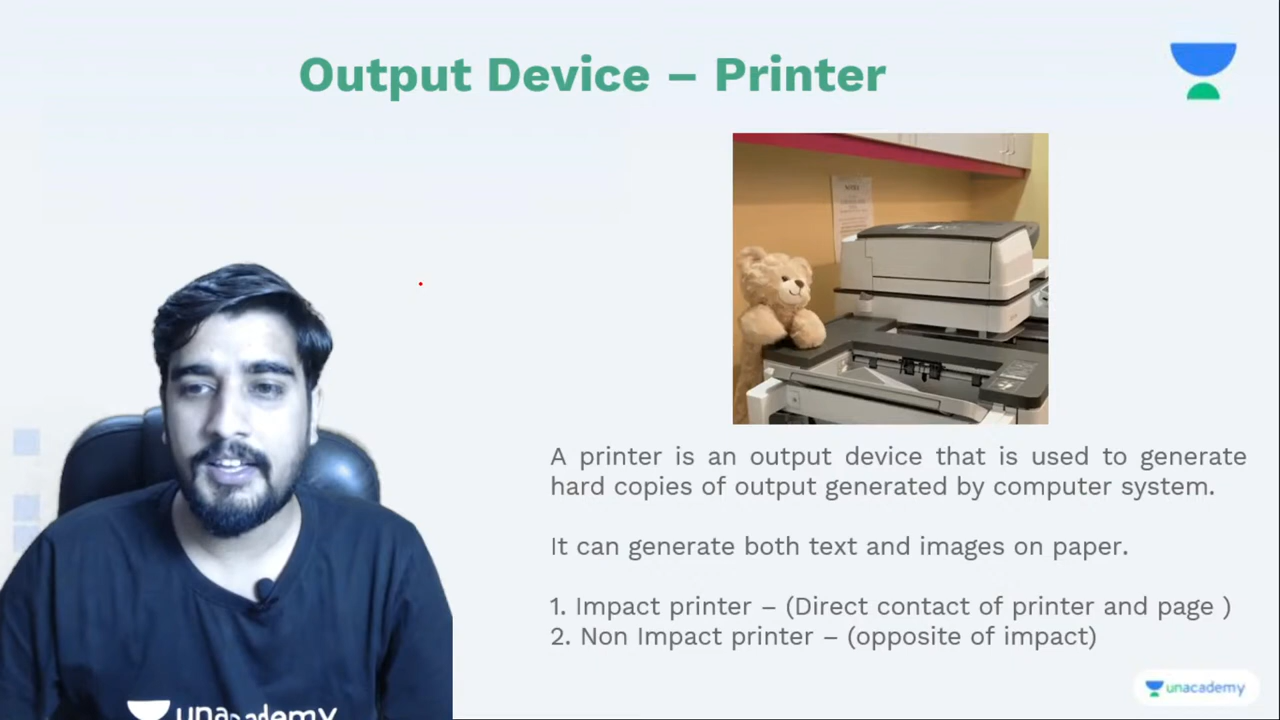 Output Device – Printer
A printer is an output device that is used to generate
hard copies of output generated by computer system.
It can generate both text and images on paper.
1. Impact printer – (Direct contact of printer and page )
2. Non Impact printer – (opposite of impact)
unacademy
unacademy